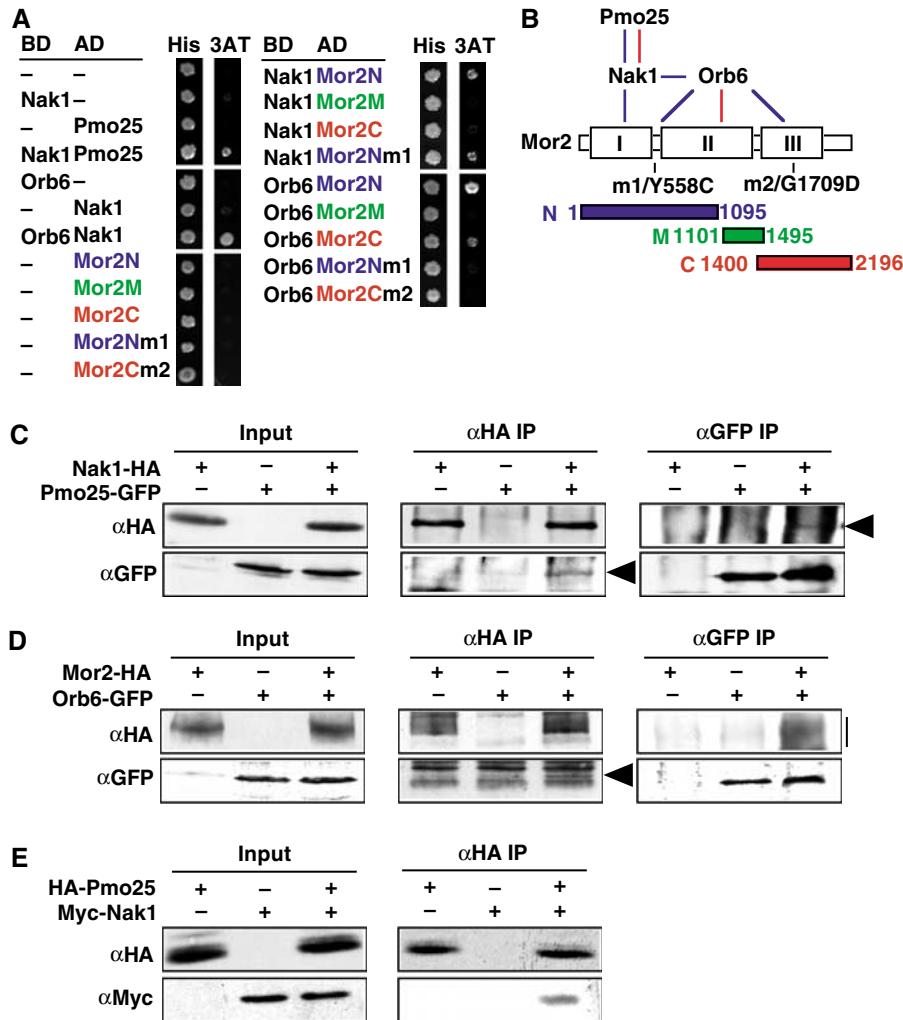 A
BD AD His 3AT
– –
Nak1 –
– Pmo25
Nak1 Pmo25
Orb6 –
– Nak1
Orb6 Nak1
– Mor2N
– Mor2M
– Mor2C
– Mor2Nm1
– Mor2Cm2
BD AD His 3AT
Nak1 Mor2N
Nak1 Mor2M
Nak1 Mor2C
Nak1 Mor2Nm1
Orb6 Mor2N
Orb6 Mor2M
Orb6 Mor2C
Orb6 Mor2Nm1
Orb6 Mor2Cm2
B
Pmo25
Nak1 Orb6
Mor2 I II III
m1/Y558C m2/G1709D
N 1 1095
M 1101 1495
C 1400 2196
C
Input αHA IP αGFP IP
Nak1-HA + – + + – + + – +
Pmo25-GFP – + + – + + – + +
αHA
αGFP
D
Input αHA IP αGFP IP
Mor2-HA + – + + – + + – +
Orb6-GFP – + + – + + – + +
αHA
αGFP
E
Input αHA IP
HA-Pmo25 + – + + – +
Myc-Nak1 – + + – + +
αHA
αMyc